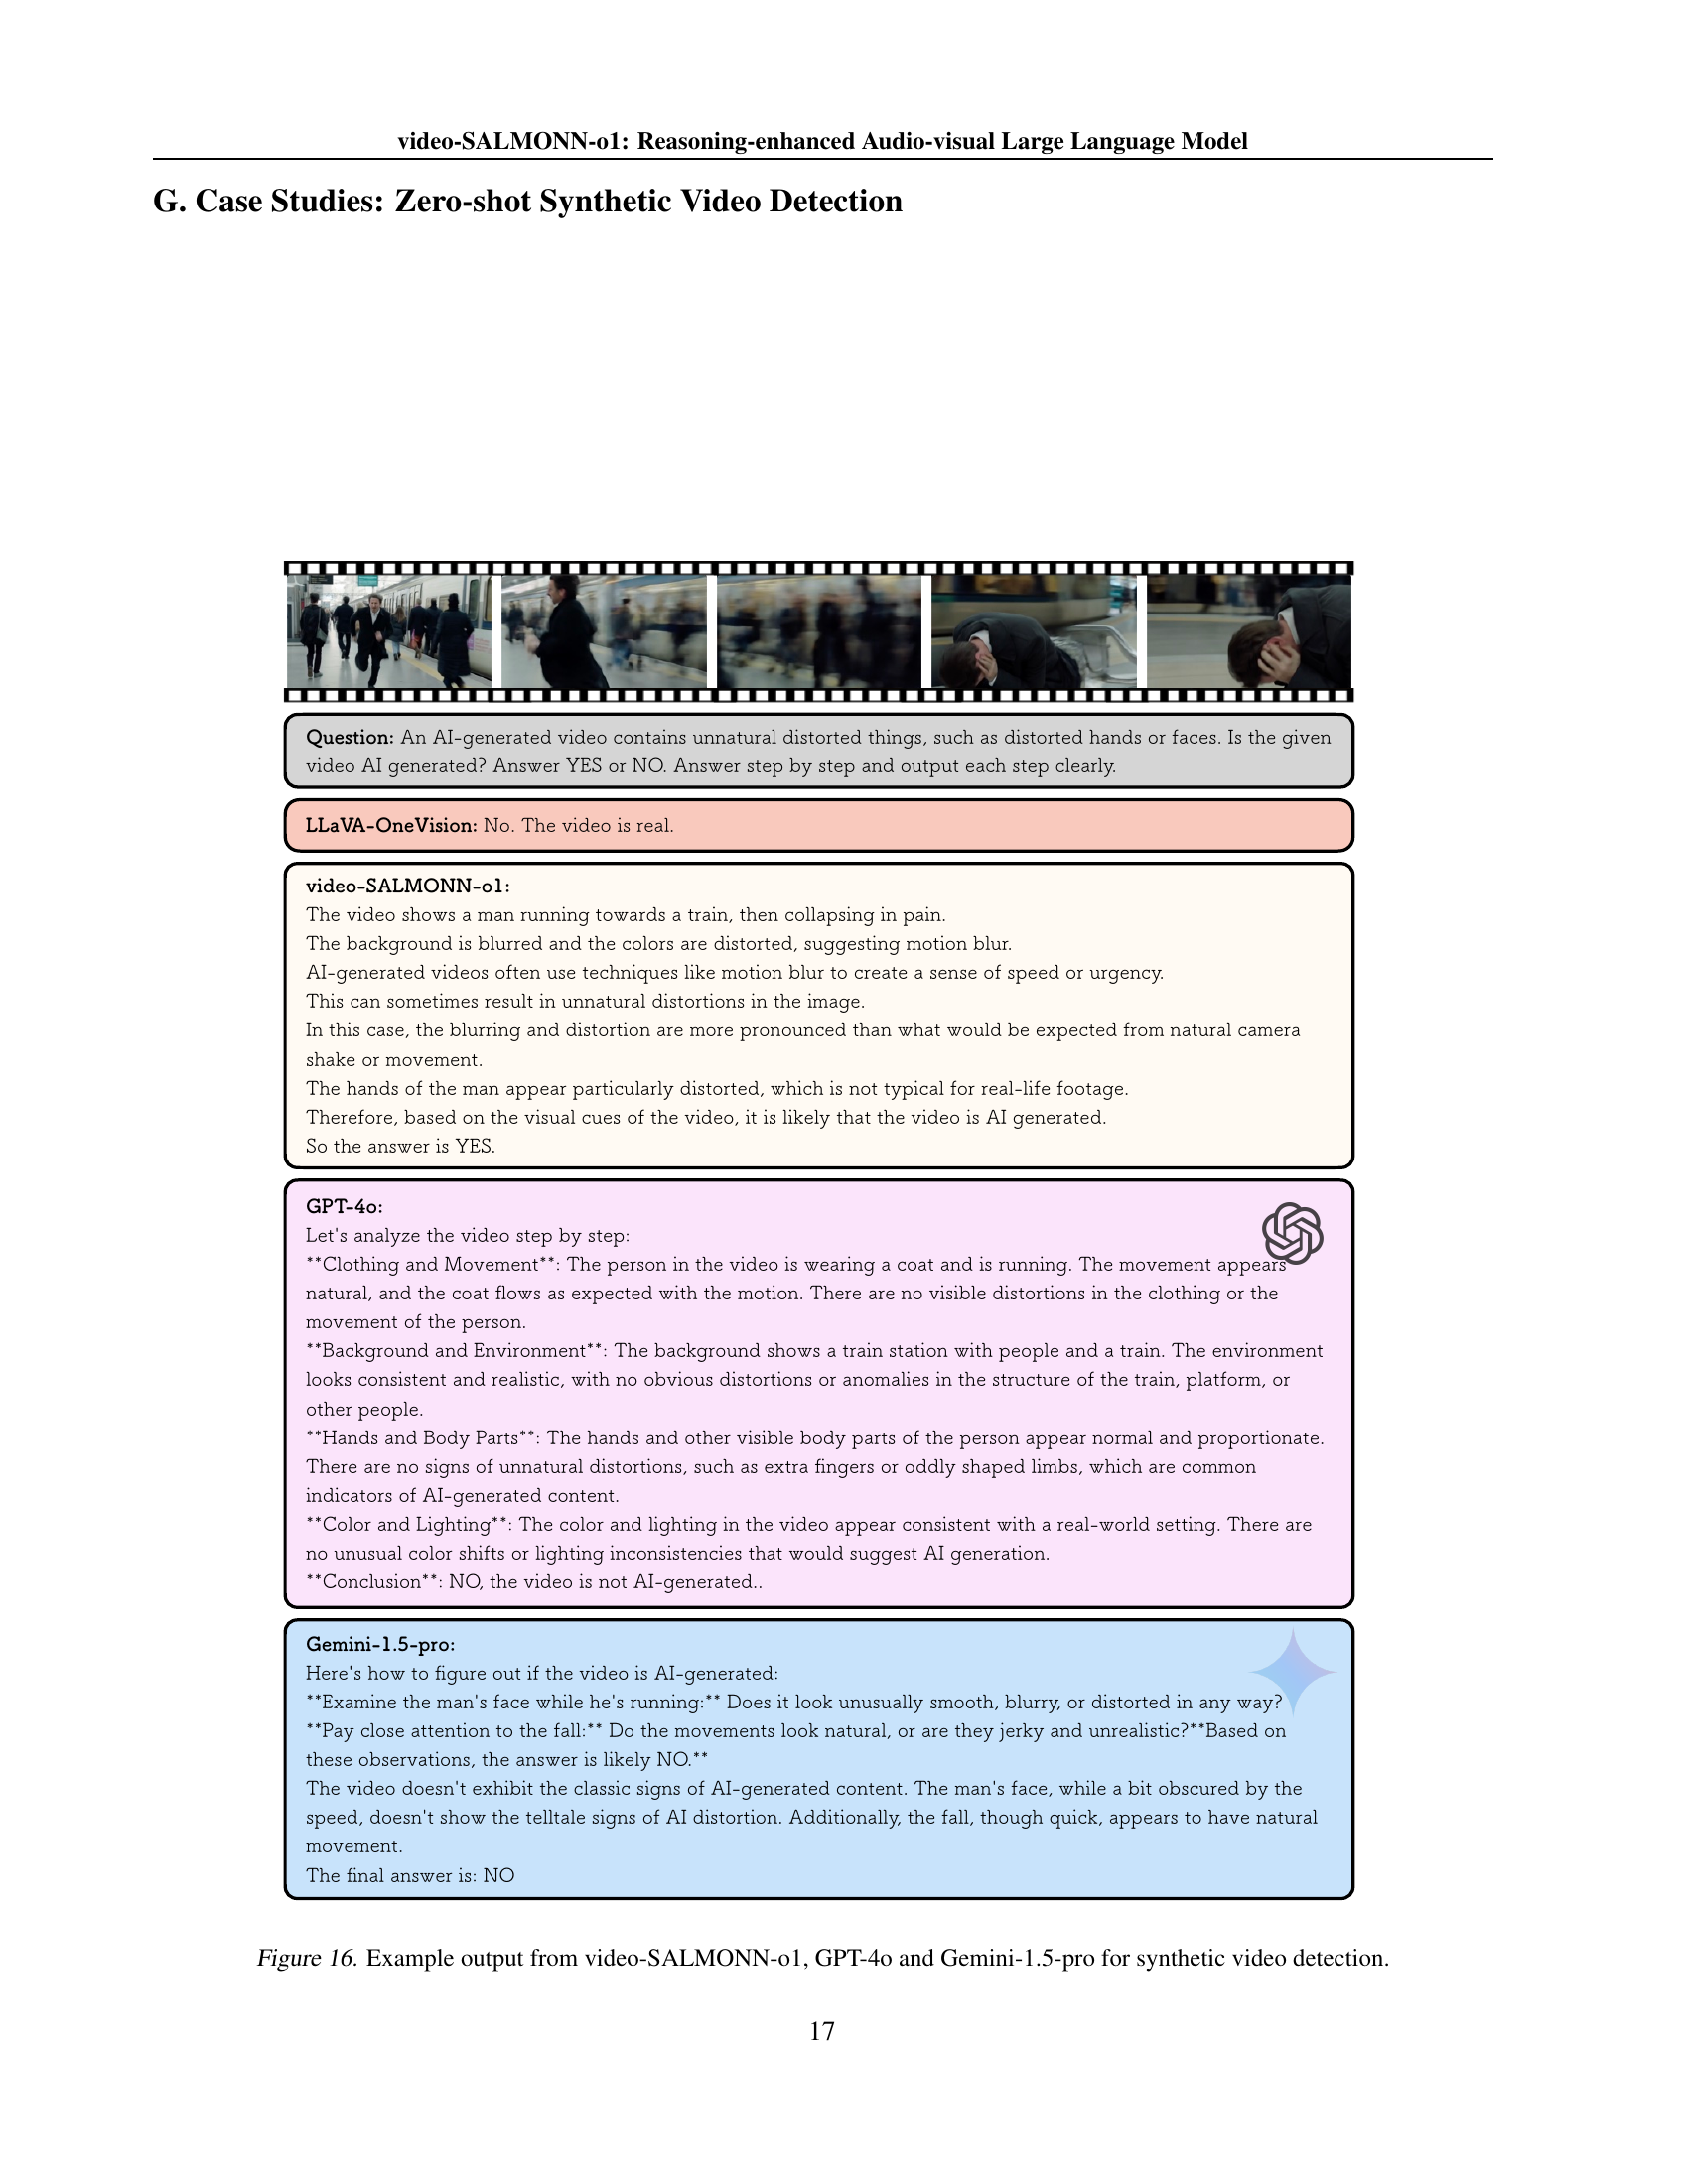 video-SALMONN-o1: Reasoning-enhanced Audio-visual Large Language Model
G. Case Studies: Zero-shot Synthetic Video Detection
Question: An AI-generated video contains unnatural distorted things, such as distorted hands or faces. Is the given
video AI generated? Answer YES or NO. Answer step by step and output each step clearly.
LLaVA-OneVision: No. The video is real.
video-SALMONN-o1:
The video shows a man running towards a train, then collapsing in pain.
The background is blurred and the colors are distorted, suggesting motion blur.
AI-generated videos often use techniques like motion blur to create a sense of speed or urgency.
This can sometimes result in unnatural distortions in the image.
In this case, the blurring and distortion are more pronounced than what would be expected from natural camera
shake or movement.
The hands of the man appear particularly distorted, which is not typical for real-life footage.
Therefore, based on the visual cues of the video, it is likely that the video is AI generated.
So the answer is YES.
GPT-4o:
Let's analyze the video step by step:
**Clothing and Movement**: The person in the video is wearing a coat and is running. The movement appears
natural, and the coat flows as expected with the motion. There are no visible distortions in the clothing or the
movement of the person.
**Background and Environment**: The background shows a train station with people and a train. The environment
looks consistent and realistic, with no obvious distortions or anomalies in the structure of the train, platform, or
other people.
**Hands and Body Parts**: The hands and other visible body parts of the person appear normal and proportionate.
There are no signs of unnatural distortions, such as extra fingers or oddly shaped limbs, which are common
indicators of AI-generated content.
**Color and Lighting**: The color and lighting in the video appear consistent with a real-world setting. There are
no unusual color shifts or lighting inconsistencies that would suggest AI generation.
**Conclusion**: NO, the video is not AI-generated..
Gemini-1.5-pro:
Here's how to figure out if the video is AI-generated:
**Examine the man's face while he's running:** Does it look unusually smooth, blurry, or distorted in any way?
**Pay close attention to the fall:** Do the movements look natural, or are they jerky and unrealistic?**Based on
these observations, the answer is likely NO.**
The video doesn't exhibit the classic signs of AI-generated content. The man's face, while a bit obscured by the
speed, doesn't show the telltale signs of AI distortion. Additionally, the fall, though quick, appears to have natural
movement.
The final answer is: NO
Figure 16. Example output from video-SALMONN-o1, GPT-4o and Gemini-1.5-pro for synthetic video detection.
17